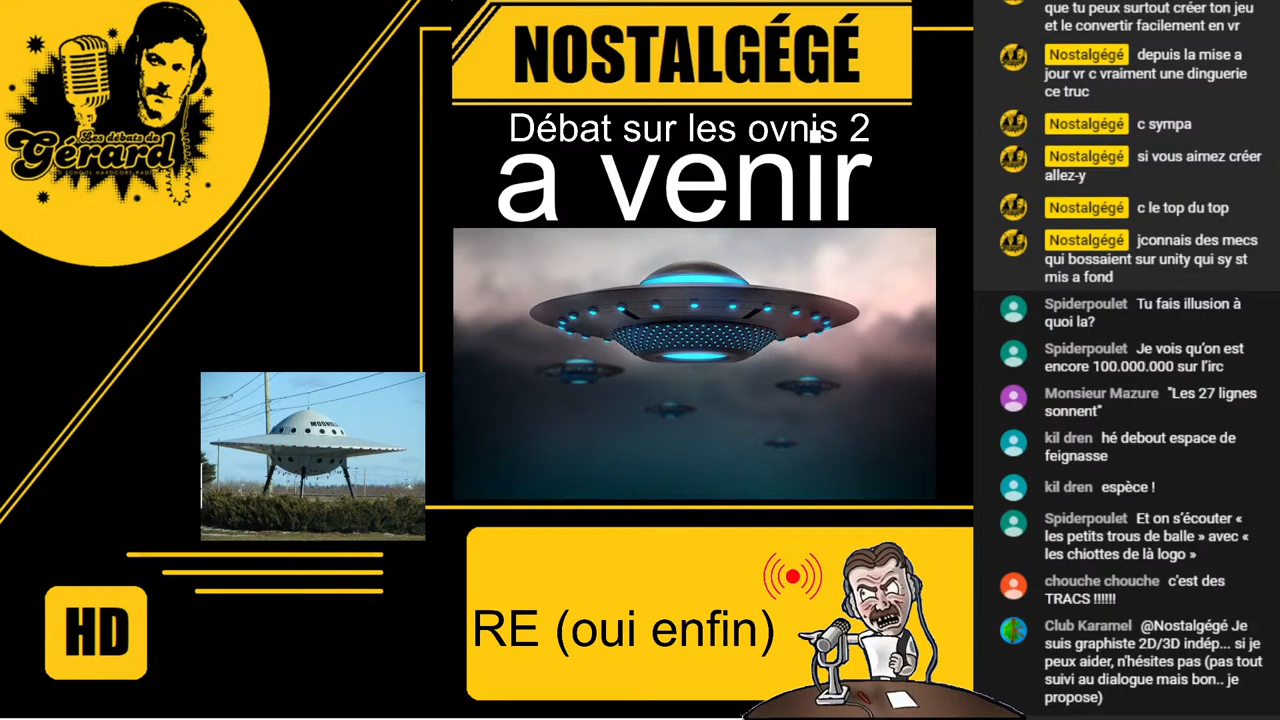 Les débats de
Gérard
OLD SCHOOL HARDCORE RADIO
NOSTALGÉGÉ
Débat sur les ovnis 2
a venir
MOON
HD
RE (oui enfin)
que tu peux surtout créer ton jeu
et le convertir facilement en vr
Nostalgégé depuis la mise a
jour vr c vraiment une dinguerie
ce truc
Nostalgégé c sympa
Nostalgégé si vous aimez créer
allez-y
Nostalgégé c le top du top
Nostalgégé jconnais des mecs
qui bossaient sur unity qui sy st
mis a fond
Spiderpoulet Tu fais illusion à
quoi la?
Spiderpoulet Je vois qu’on est
encore 100.000.000 sur l’irc
Monsieur Mazure "Les 27 lignes
sonnent"
kil dren hé debout espace de
feignasse
kil dren espèce !
Spiderpoulet Et on s’écouter «
les petits trous de balle » avec «
les chiottes de là logo »
chouche chouche c'est des
TRACS !!!!!!
Club Karamel @Nostalgégé Je
suis graphiste 2D/3D indép... si je
peux aider, n'hésites pas (pas tout
suivi au dialogue mais bon.. je
propose)